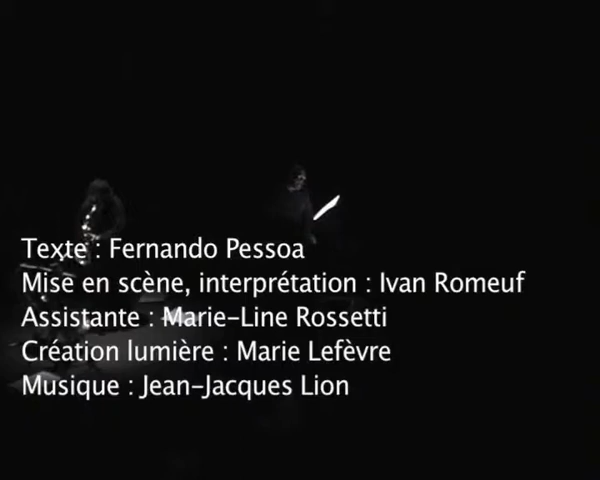 Texte : Fernando Pessoa
Mise en scène, interprétation : Ivan Romeuf
Assistante : Marie-Line Rossetti
Création lumière : Marie Lefèvre
Musique : Jean-Jacques Lion